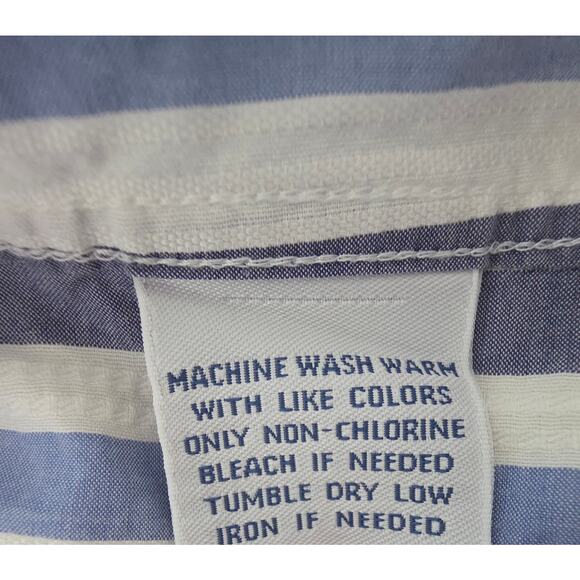 MACHINE WASH WARM
WITH LIKE COLORS
ONLY NON-CHLORINE
BLEACH IF NEEDED
TUMBLE DRY LOW
IRON IF NEEDED